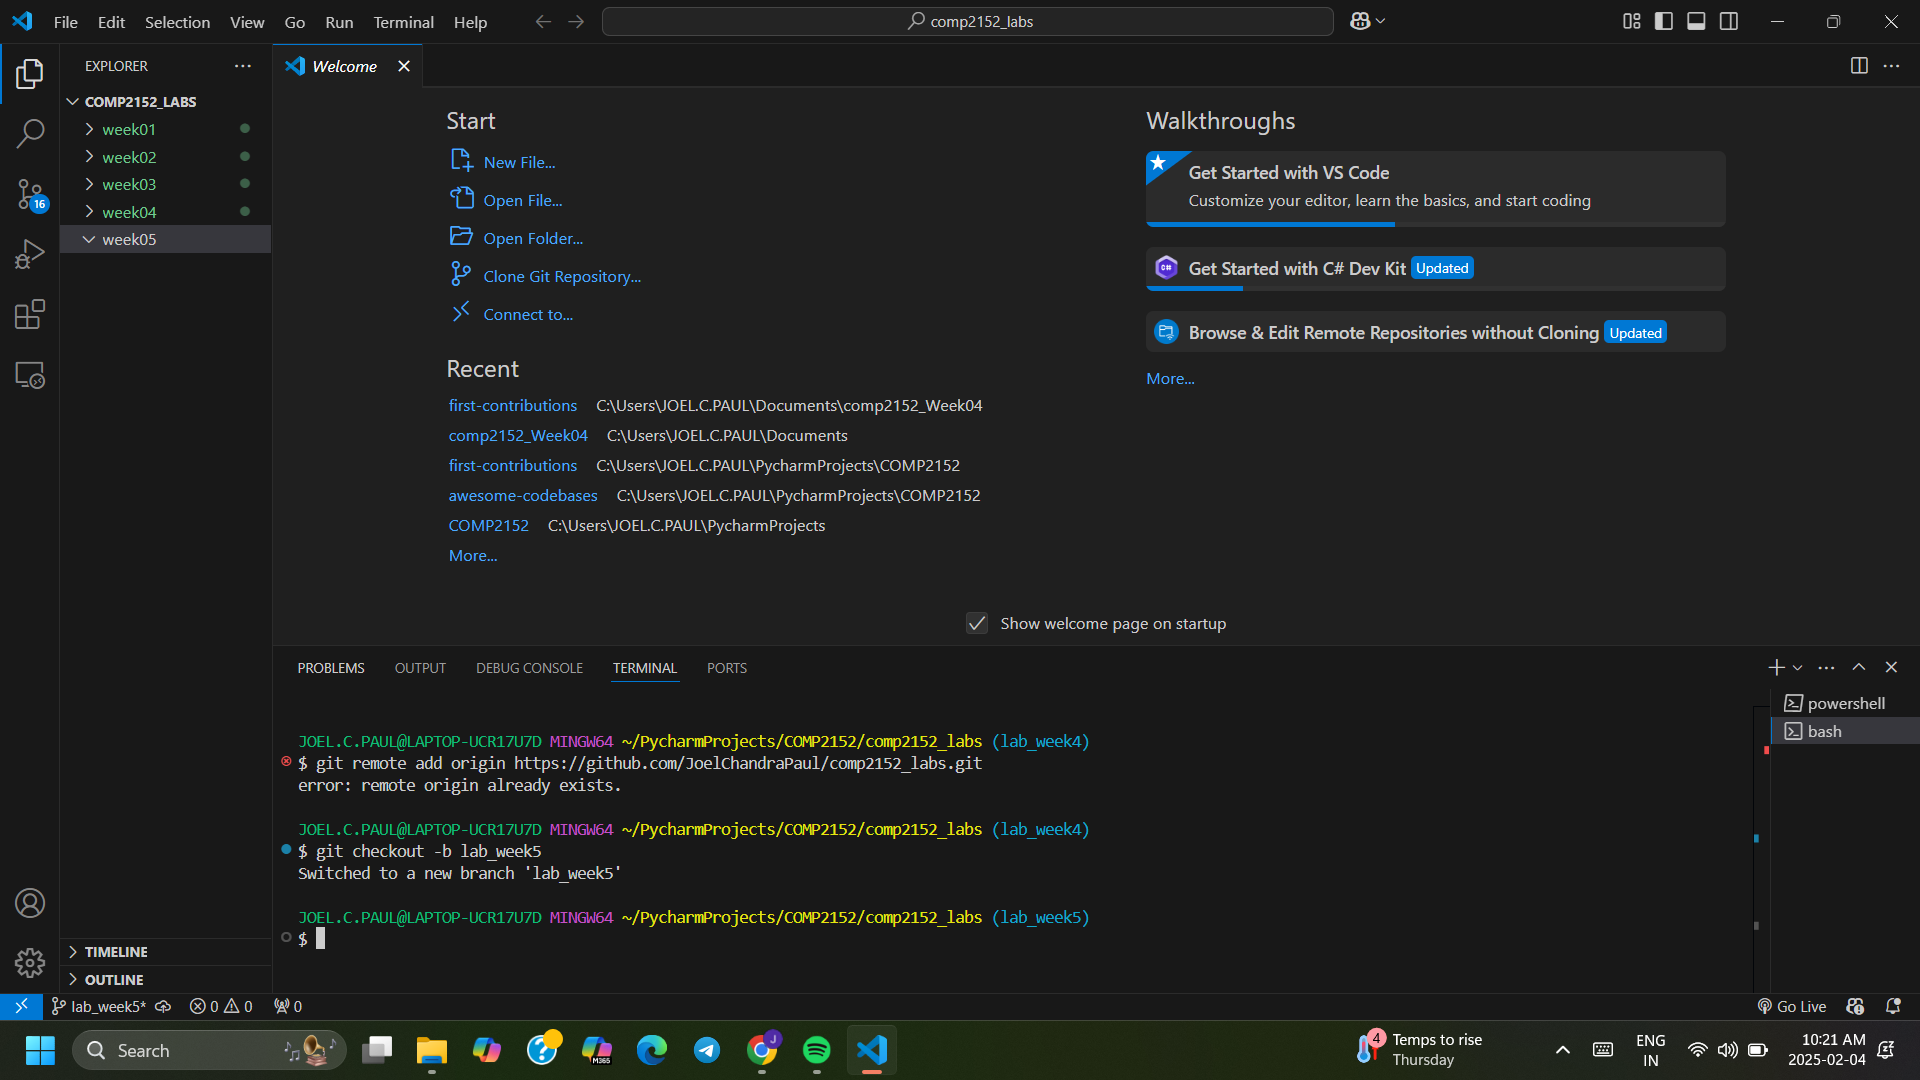 File Edit Selection View Go Run Terminal Help
comp2152_labs
EXPLORER
COMP2152_LABS
week01
week02
week03
week04
week05
16
TIMELINE
OUTLINE
Welcome
Start
New File...
Open File...
Open Folder...
Clone Git Repository...
Connect to...
Recent
first-contributions C:\Users\JOEL.C.PAUL\Documents\comp2152_Week04
comp2152_Week04 C:\Users\JOEL.C.PAUL\Documents
first-contributions C:\Users\JOEL.C.PAUL\PycharmProjects\COMP2152
awesome-codebases C:\Users\JOEL.C.PAUL\PycharmProjects\COMP2152
COMP2152 C:\Users\JOEL.C.PAUL\PycharmProjects
More...
Walkthroughs
Get Started with VS Code
Customize your editor, learn the basics, and start coding
Get Started with C# Dev Kit Updated
Browse & Edit Remote Repositories without Cloning Updated
More...
Show welcome page on startup
PROBLEMS OUTPUT DEBUG CONSOLE TERMINAL PORTS
JOEL.C.PAUL@LAPTOP-UCR17U7D MINGW64 ~/PycharmProjects/COMP2152/comp2152_labs (lab_week4)
$ git remote add origin https://github.com/JoelChandraPaul/comp2152_labs.git
error: remote origin already exists.
JOEL.C.PAUL@LAPTOP-UCR17U7D MINGW64 ~/PycharmProjects/COMP2152/comp2152_labs (lab_week4)
$ git checkout -b lab_week5
Switched to a new branch 'lab_week5'
JOEL.C.PAUL@LAPTOP-UCR17U7D MINGW64 ~/PycharmProjects/COMP2152/comp2152_labs (lab_week5)
$
powershell
bash
lab_week5* 0 0 0
Go Live
Search
M365
J
4
Temps to rise
Thursday
ENG
IN
10:21 AM
2025-02-04